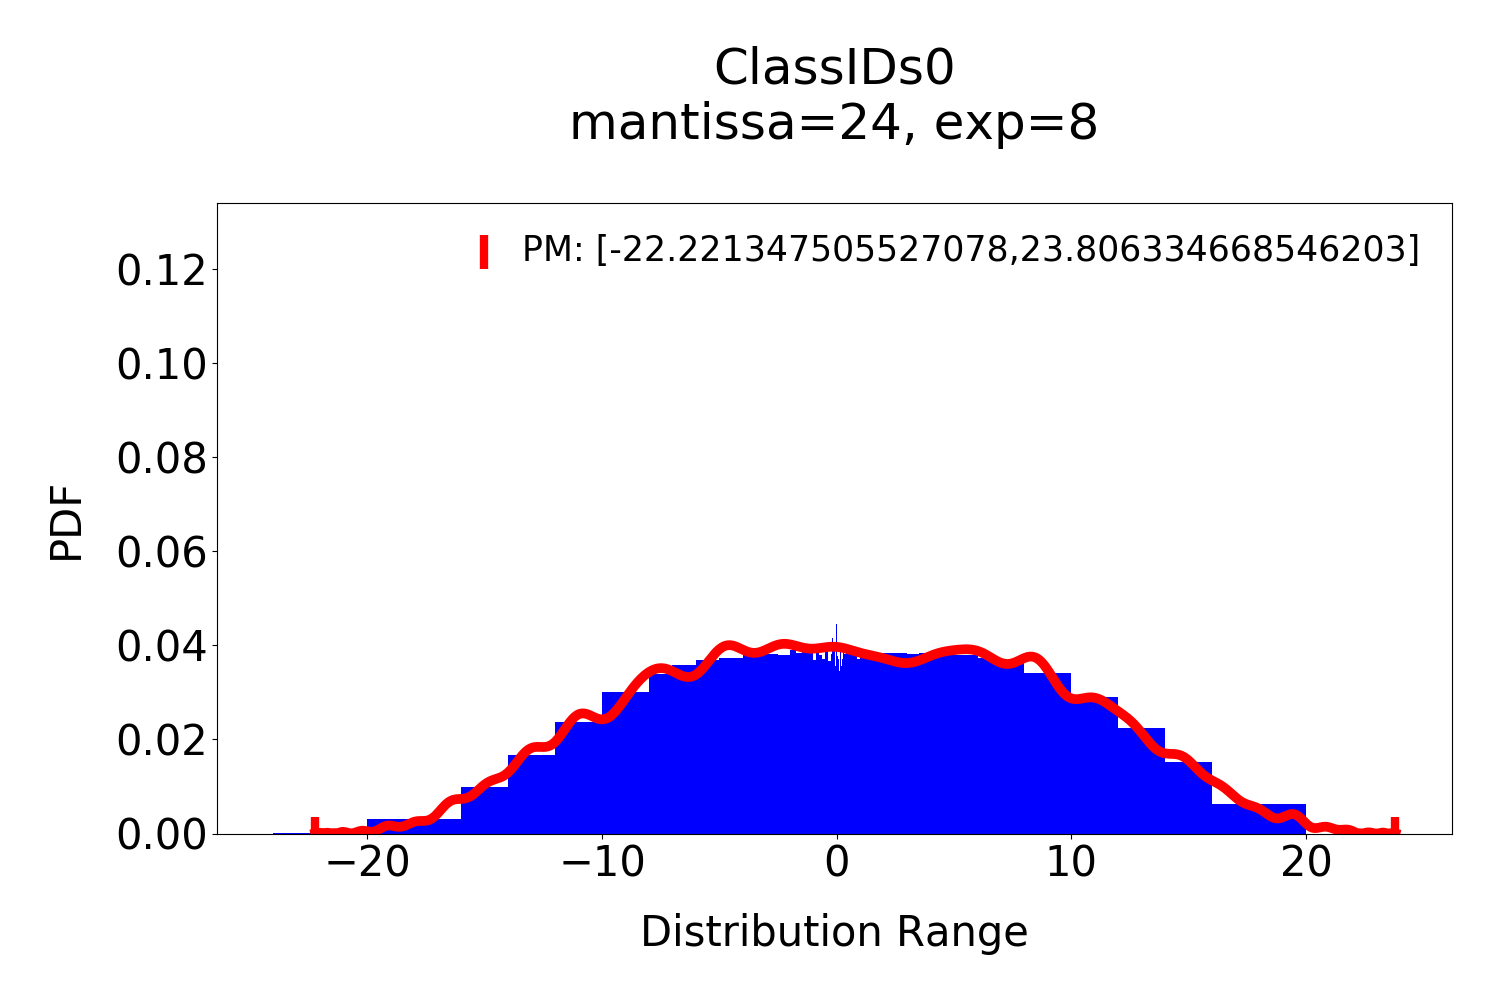 ClassIDs0
mantissa=24, exp=8
PM: [-22.221347505527078,23.806334668546203]
0.12
0.10
0.08
0.06
0.04
0.02
0.00
PDF
−20
−10
0
10
20
Distribution Range